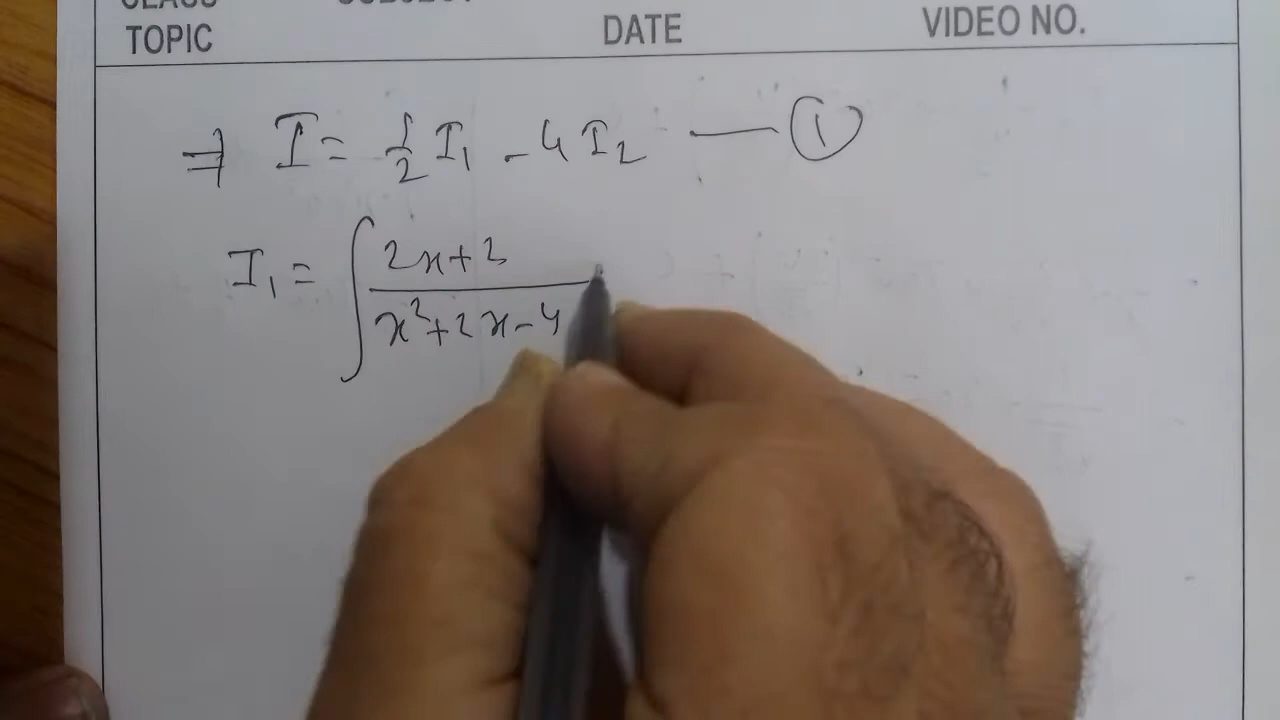 TOPIC
DATE
VIDEO NO.
⇒ I = 1/2 I₁ - 4 I₂ —— ①
I₁ = ∫ (2x+2)/(x²+2x-4)